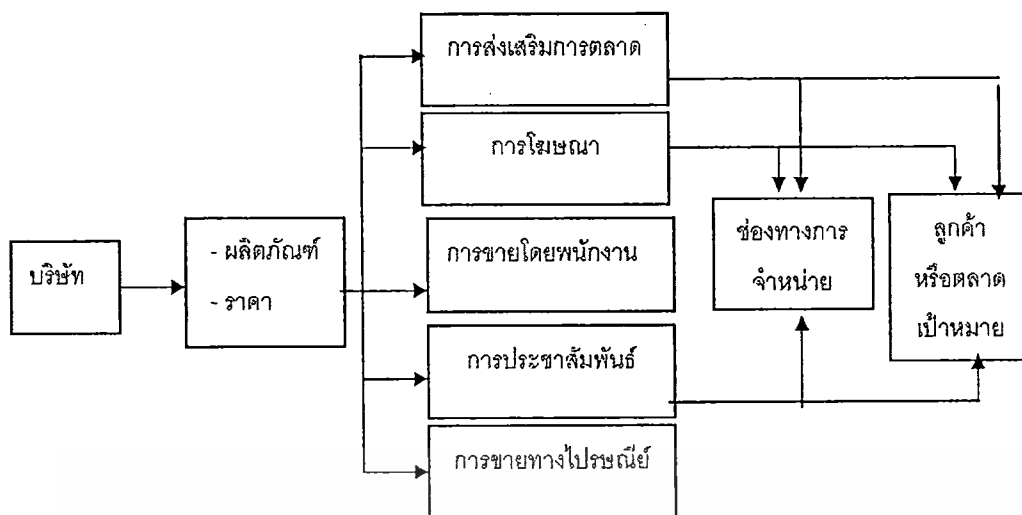 การส่งเสริมการตลาด
การโฆษณา
การขายโดยพนักงาน
การประชาสัมพันธ์
การขายทางไปรษณีย์
บริษัท
- ผลิตภัณฑ์
- ราคา
ช่องทางการ
จำหน่าย
ลูกค้า
หรือตลาด
เป้าหมาย